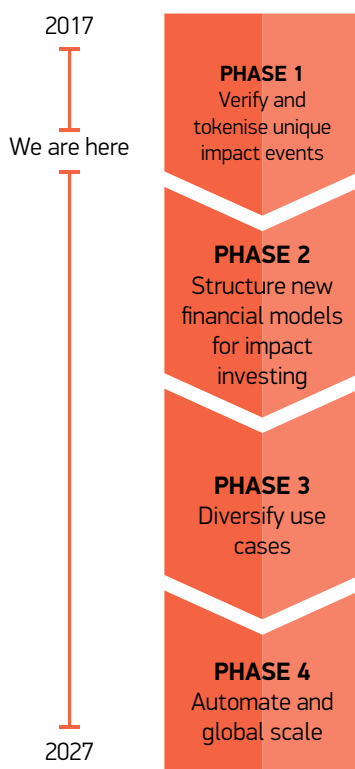 2017
We are here
2027
PHASE 1
Verify and
tokenise unique
impact events
PHASE 2
Structure new
financial models
for impact
investing
PHASE 3
Diversify use
cases
PHASE 4
Automate and
global scale